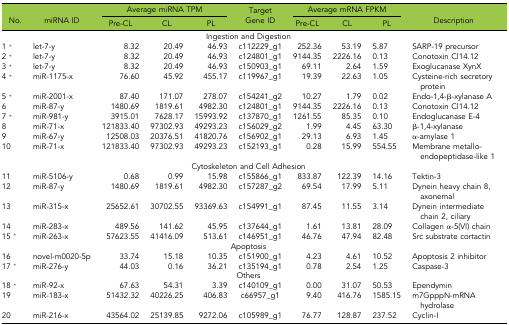 Average miRNA TPM Target Average mRNA FPKM
No. miRNA ID Pre-CL CL PL Gene ID Pre-CL CL PL Description
Ingestion and Digestion
1 * let-7-y 8.32 20.49 46.93 c112229_g1 252.36 53.19 5.87 SARP-19 precursor
2 * let-7-y 8.32 20.49 46.93 c124801_g1 9144.35 2226.16 0.13 Conotoxin Cl14.12
3 * let-7-y 8.32 20.49 46.93 c150903_g1 69.11 2.64 1.59 Exoglucanase XynX
4 * miR-1175-x 76.60 45.92 455.17 c119967_g1 19.39 22.63 1.05 Cysteine-rich secretory
protein
5 * miR-2001-x 87.40 171.07 278.07 c154241_g2 10.27 1.79 0.02 Endo-1,4-β-xylanase A
6 miR-87-y 1480.69 1819.61 4982.30 c124801_g1 9144.35 2226.16 0.13 Conotoxin Cl14.12
7 * miR-981-y 3915.01 7628.17 15993.92 c137870_g1 1261.55 85.35 0.10 Endoglucanase E-4
8 miR-71-x 121833.40 97302.93 49293.23 c156029_g2 1.99 4.45 63.30 β-1,4-xylanase
9 miR-67-y 12508.03 20376.51 41820.76 c156902_g1 29.13 6.93 1.45 α-amylase 1
10 miR-71-x 121833.40 97302.93 49293.23 c152193_g1 0.28 15.99 554.55 Membrane metallo-
endopeptidase-like 1
Cytoskeleton and Cell Adhesion
11 miR-5106-y 0.68 0.99 15.98 c155866_g1 833.87 122.39 14.16 Tektin-3
12 miR-87-y 1480.69 1819.61 4982.30 c157287_g2 69.54 17.99 5.11 Dynein heavy chain 8,
axonemal
13 miR-315-x 25652.61 30702.55 93369.63 c154991_g1 87.45 11.55 3.14 Dynein intermediate
chain 2, ciliary
14 miR-283-x 489.56 141.62 45.95 c137644_g1 1.61 13.81 28.09 Collagen α-5(VI) chain
15 * miR-263-x 57623.55 41416.09 513.61 c146951_g1 46.76 47.94 82.48 Src substrate cortactin
Apoptosis
16 novel-m0020-5p 33.74 15.18 10.35 c151900_g1 4.23 4.61 10.52 Apoptosis 2 inhibitor
17 * miR-276-y 44.03 0.16 36.21 c135194_g1 0.78 2.54 1.25 Caspase-3
Others
18 * miR-92-x 67.63 54.31 3.39 c140109_g1 0.00 31.07 50.53 Ependymin
19 miR-183-x 51432.32 40226.25 406.83 c66957_g1 9.40 416.76 1585.15 m7GpppN-mRNA
hydrolase
20 miR-216-x 43564.02 25139.85 9272.06 c105989_g1 76.77 128.87 237.52 Cyclin-I